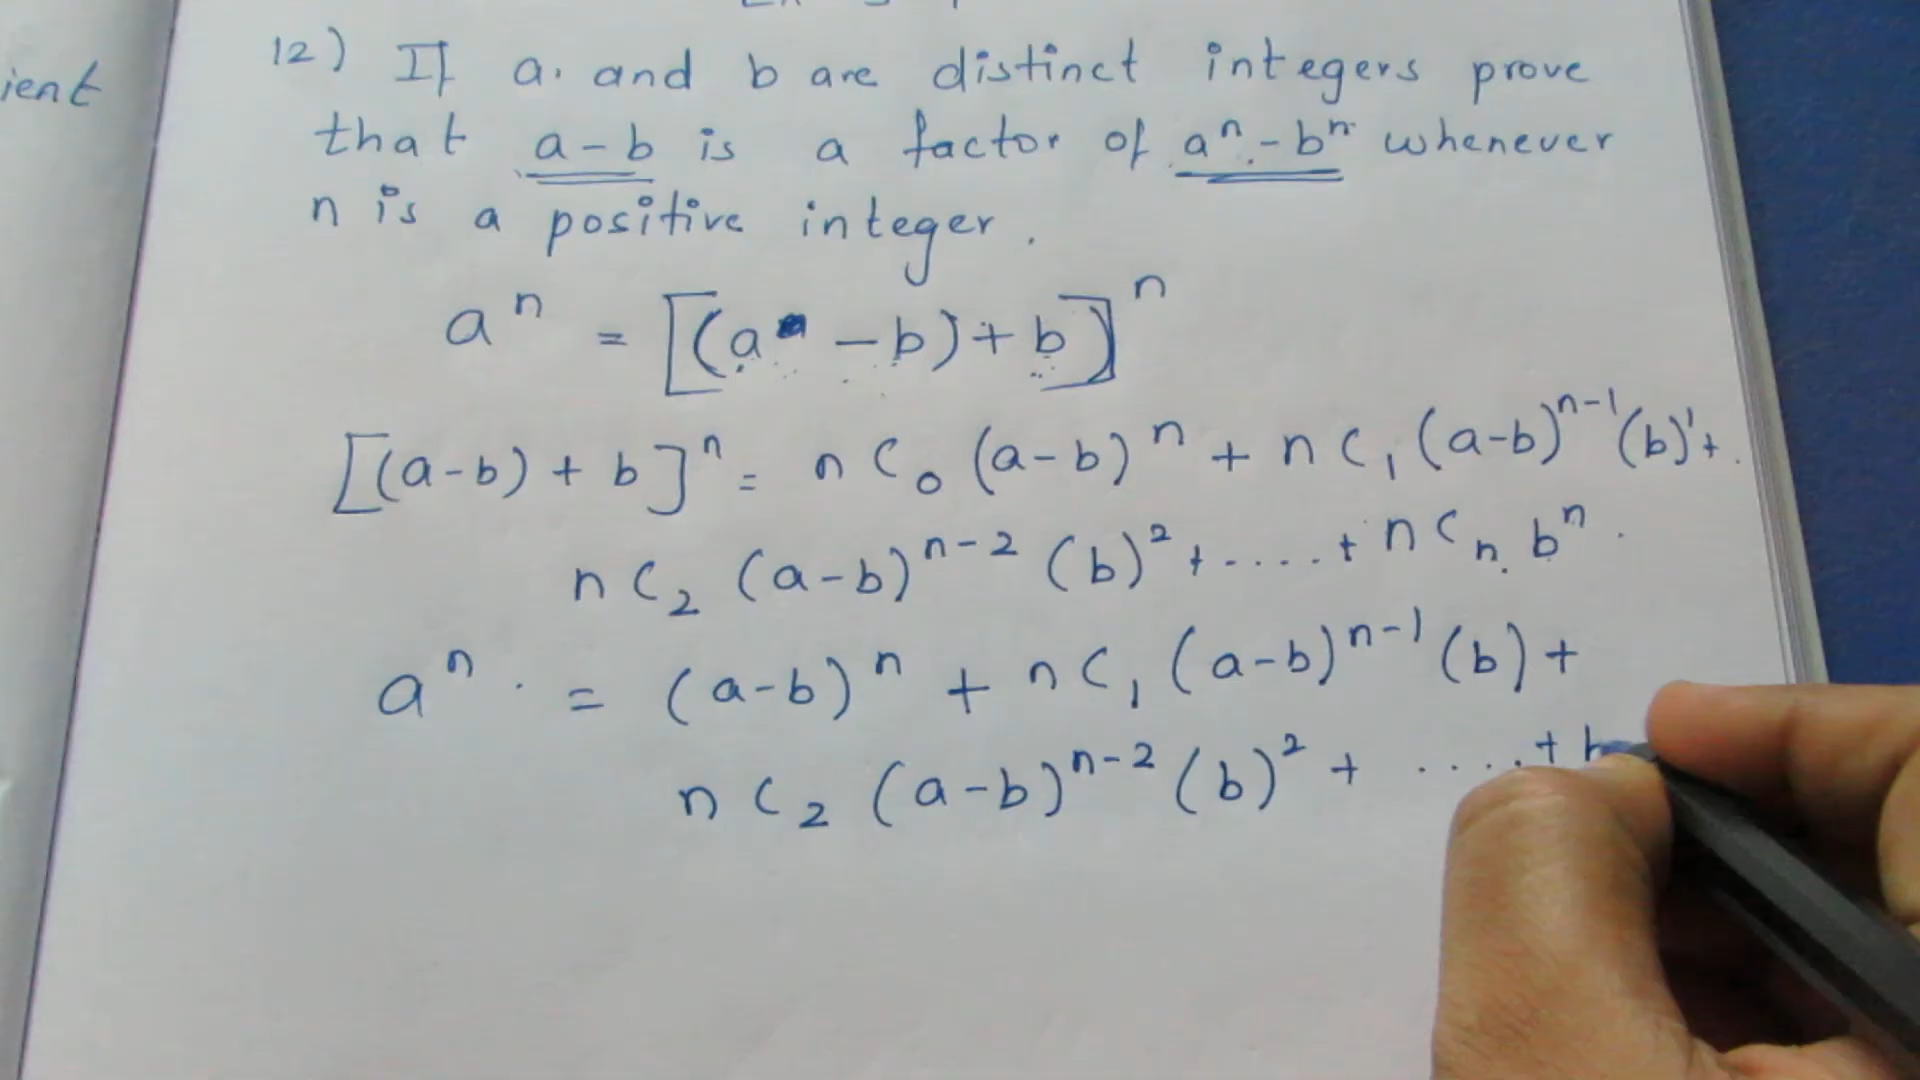 ient
12) If a and b are distinct integers prove
that a-b is a factor of aⁿ - bⁿ whenever
n is a positive integer.
aⁿ = [(a - b) + b]ⁿ
[(a-b) + b]ⁿ = nC₀ (a-b)ⁿ + nC₁ (a-b)ⁿ⁻¹ (b)¹ +
nC₂ (a-b)ⁿ⁻² (b)² + ..... + nCₙ bⁿ.
aⁿ = (a-b)ⁿ + nC₁ (a-b)ⁿ⁻¹ (b) +
nC₂ (a-b)ⁿ⁻² (b)² + ..... +